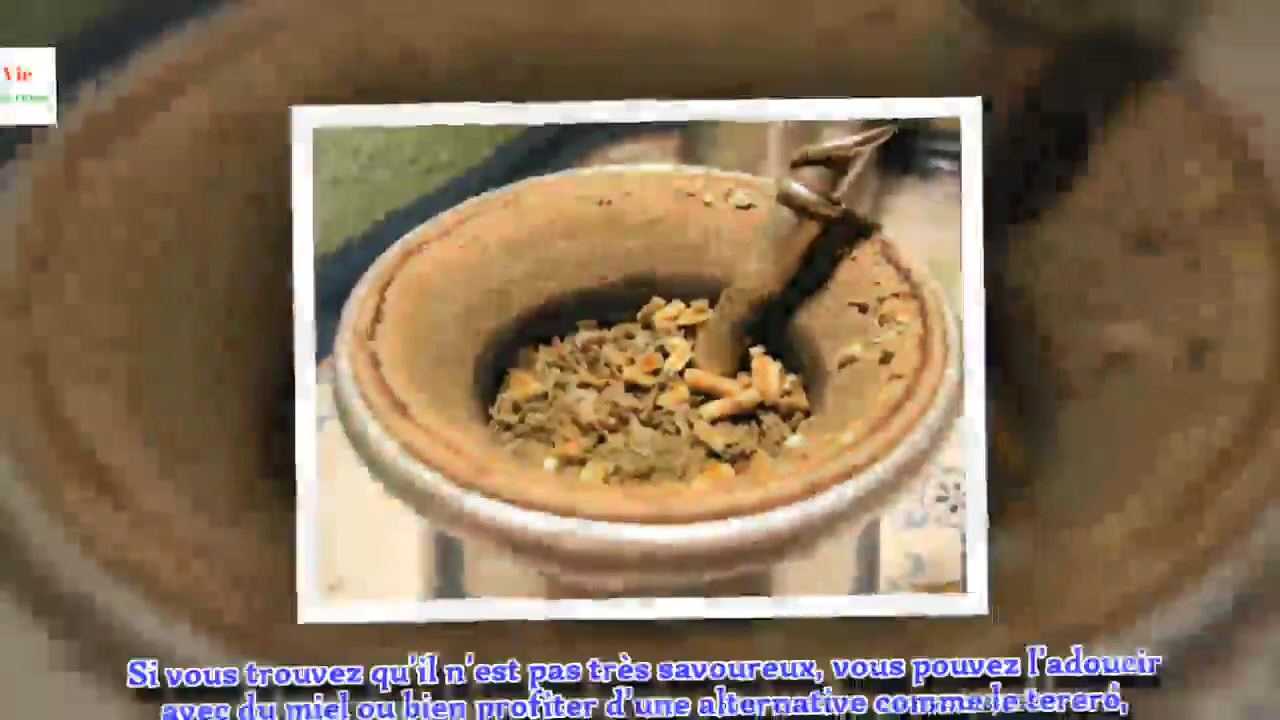 Vie
Si vous trouvez qu'il n'est pas très savoureux, vous pouvez l'adoucir
avec du miel ou bien profiter d'une alternative comme le tereré,